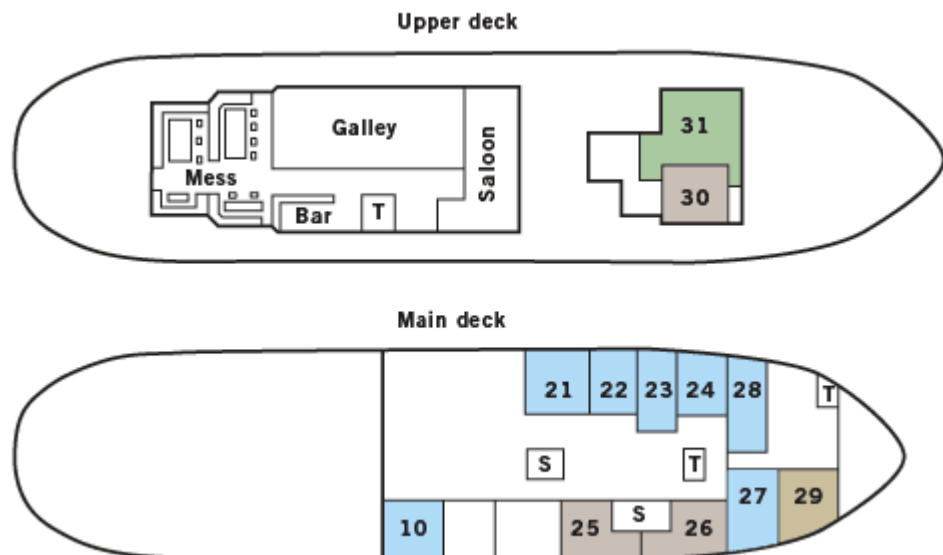 Upper deck
31
Galley
Saloon
Mess
30
Bar
T
Main deck
21 22 23 24 28
T
S
T
27 29
10
25
S
26